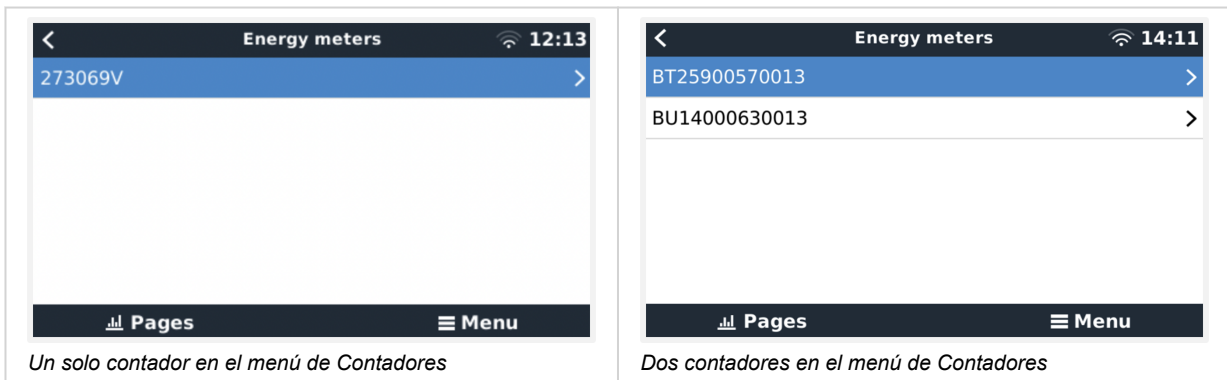 Energy meters 12:13
273069V
Pages Menu
Un solo contador en el menú de Contadores
Energy meters 14:11
BT25900570013
BU14000630013
Pages Menu
Dos contadores en el menú de Contadores